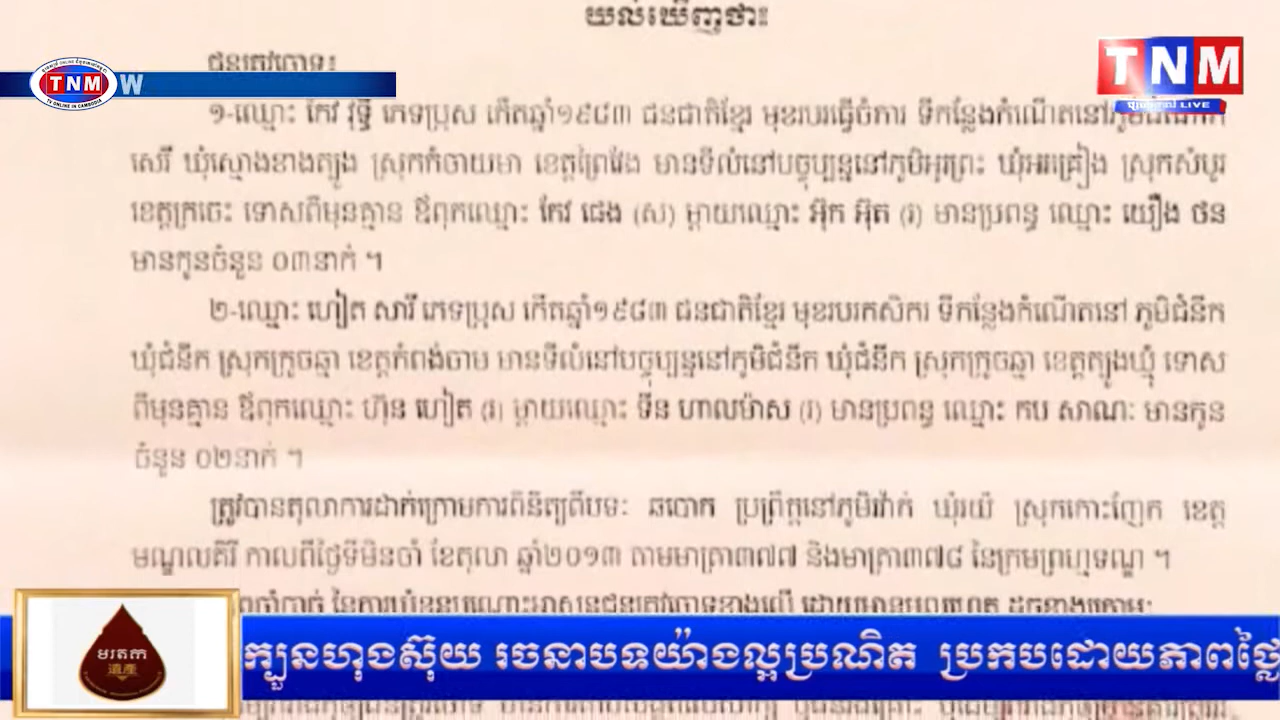 យល់ឃើញថា៖
ជនត្រូវចោទ៖
TNM W
TV ONLINE IN CAMBODIA
TNM
ផ្សាយផ្ទាល់ LIVE
១-ឈ្មោះ កែវ វុទ្ធី ភេទប្រុស កើតឆ្នាំ១៩៨៣ ជនជាតិខ្មែរ មុខរបរធ្វើចំការ ទីកន្លែងកំណើតនៅភូមិ
សេរី ឃុំស្មោងខាងត្បូង ស្រុកកំចាយមា ខេត្តព្រៃវែង មានទីលំនៅបច្ចុប្បន្ននៅភូមិអូរព្រះ ឃុំអរគ្រៀង ស្រុកសំបូរ
ខេត្តក្រចេះ ទោសពីមុនគ្មាន ឪពុកឈ្មោះ កែវ ជេង (ស) ម្តាយឈ្មោះ អ៊ុក អ៊ុត (រ) មានប្រពន្ធ ឈ្មោះ យឿង ថន
មានកូនចំនួន ០៣នាក់ ។
២-ឈ្មោះ ហៀត សារី ភេទប្រុស កើតឆ្នាំ១៩៨៣ ជនជាតិខ្មែរ មុខរបរកសិករ ទីកន្លែងកំណើតនៅ ភូមិជំនីក
ឃុំជំនីក ស្រុកក្រូចឆ្មា ខេត្តកំពង់ចាម មានទីលំនៅបច្ចុប្បន្ននៅភូមិជំនីក ឃុំជំនីក ស្រុកក្រូចឆ្មា ខេត្តត្បូងឃ្មុំ ទោស
ពីមុនគ្មាន ឪពុកឈ្មោះ ហ៊ុន ហៀត (រ) ម្តាយឈ្មោះ ទីន ហាលម៉ាស (រ) មានប្រពន្ធ ឈ្មោះ កប សាណៈ មានកូន
ចំនួន ០២នាក់ ។
ត្រូវបានតុលាការដាក់ក្រោមការពិនិត្យពីបទៈ ឆបោក ប្រព្រឹត្តនៅភូមិរវ៉ាក់ ឃុំរយ៉ ស្រុកកោះញែក ខេត្ត
មណ្ឌលគិរី កាលពីថ្ងៃទីមិនចាំ ខែតុលា ឆ្នាំ២០១៣ តាមមាត្រា៣៧៧ និងមាត្រា៣៧៨ នៃក្រមព្រហ្មទណ្ឌ ។
មរតក
遺產
ក្បួនហុងស៊ុយ រចនាបទយ៉ាងល្អប្រណិត ប្រកបដោយភាពថ្លៃ